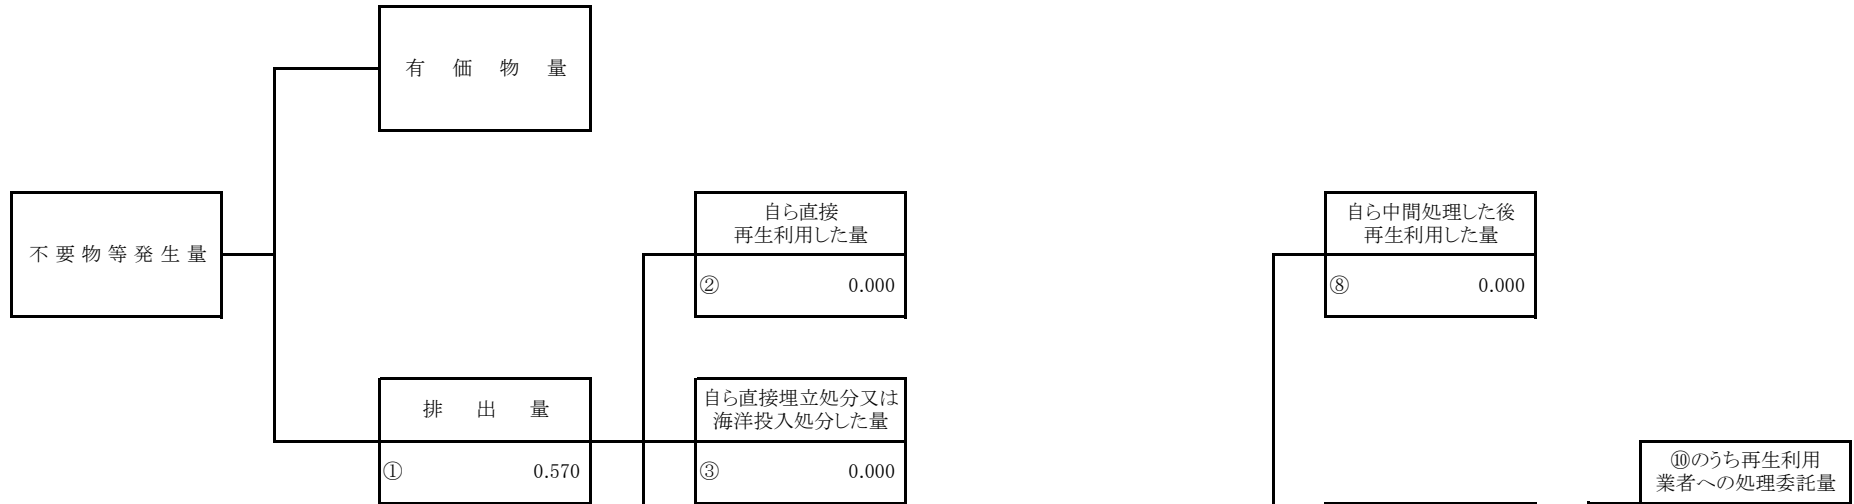 有価物量
不要物等発生量
自ら直接
再生利用した量
② 0.000
自ら中間処理した後
再生利用した量
⑧ 0.000
排出量
① 0.570
自ら直接埋立処分又は
海洋投入処分した量
③ 0.000
⑩のうち再生利用
業者への処理委託量